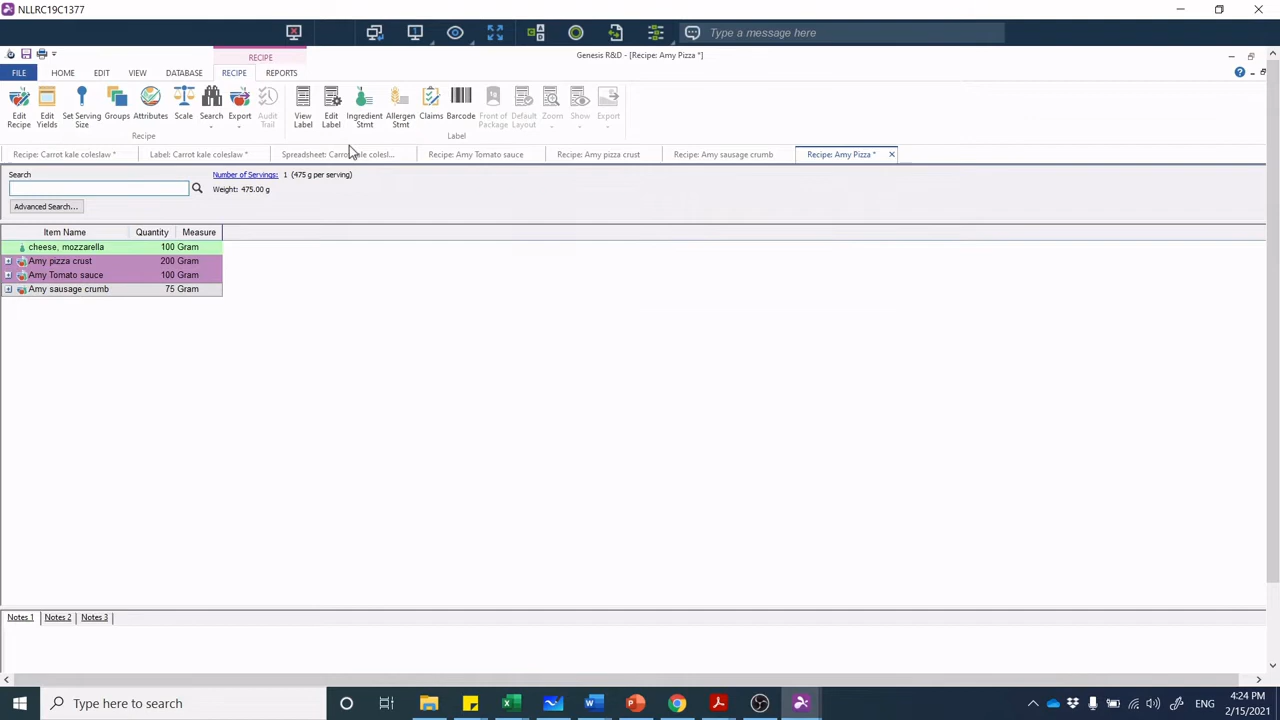 NLLRC19C1377
Type a message here
RECIPE
Genesis R&D - [Recipe: Amy Pizza *]
FILE HOME EDIT VIEW DATABASE RECIPE REPORTS
Edit Recipe
Edit Yields
Set Serving Size
Groups
Attributes
Scale
Search
Export
Audit Trail
View Label
Edit Label
Ingredient Stmt
Allergen Stmt
Claims
Barcode
Front of Package
Default Layout
Zoom
Show
Export
Recipe Label
Recipe: Carrot kale coleslaw * Label: Carrot kale coleslaw * Spreadsheet: Carrot kale colesl... Recipe: Amy Tomato sauce Recipe: Amy pizza crust Recipe: Amy sausage crumb Recipe: Amy Pizza *
Search
Number of Servings: 1 (475 g per serving)
Weight: 475.00 g
Advanced Search...
Item Name Quantity Measure
cheese, mozzarella 100 Gram
Amy pizza crust 200 Gram
Amy Tomato sauce 100 Gram
Amy sausage crumb 75 Gram
Notes 1 Notes 2 Notes 3
Type here to search
ENG
4:24 PM
2/15/2021